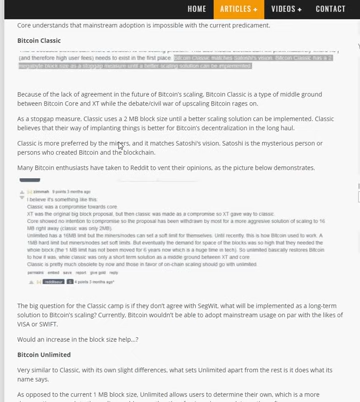 HOME ARTICLES + VIDEOS + CONTACT
Core understands that mainstream adoption is impossible with the current predicament.
Bitcoin Classic
(and therefore high user fees) needs to exist in the first place. Bitcoin Classic has a 2
megabyte block size as a stopgap measure until a better scaling solution can be
Because of the lack of agreement in the future of Bitcoin's scaling, Bitcoin Classic is a type of middle ground
between Bitcoin Core and XT while the debate/civil war of upscaling Bitcoin rages on.
As a stopgap measure, Classic uses a 2 MB block size until a better scaling solution can be implemented. Classic
believes that their way of implanting things is better for Bitcoin's decentralization in the long haul.
Classic is more preferred by the miners, and it matches Satoshi's vision. Satoshi is the mysterious person or
persons who created Bitcoin and the blockchain.
Many Bitcoin enthusiasts have taken to Reddit to vent their opinions, as the picture below demonstrates.
5 points 3 months ago
I believe it's something like this.
Classic was a compromise towards core
XT was the original big block proposal, but then classic was made as a compromise so XT gave way to classic.
Core showed no intention to compromise so the proposal has been withdrawn by most for a more aggressive solution of scaling to 16
MB right away (classic was only 2MB).
Unlimited has a 16MB limit but the miners/nodes can set a soft limit for themselves. Until recently, this is how Bitcoin was used to work. A
1MB hard limit but miners/nodes set soft limits. But eventually the demand for space of the blocks was so high that they needed the
whole block (the 1 MB limit has not been moved for 6 years now which is a huge time in tech). So unlimited basically restores Bitcoin
to how it was, while classic was only a short term solution as a middle ground between XT and core
Classic is pretty much obsolete by now and those in favor of on-chain scaling should go with unlimited.
permalink embed save report give gold reply
4 points 3 months ago
The big question for the Classic camp is if they don't agree with SegWit, what will be implemented as a long-term
solution to Bitcoin's scaling? Currently, Bitcoin wouldn't be able to adopt mainstream usage on par with the likes of
VISA or SWIFT.
Would an increase in the block size help...?
Bitcoin Unlimited
Very similar to Classic, with its own slight differences, what sets Unlimited apart from the rest is it does what its
name says.
As opposed to the current 1 MB block size, Unlimited allows users to determine their own, which is a more